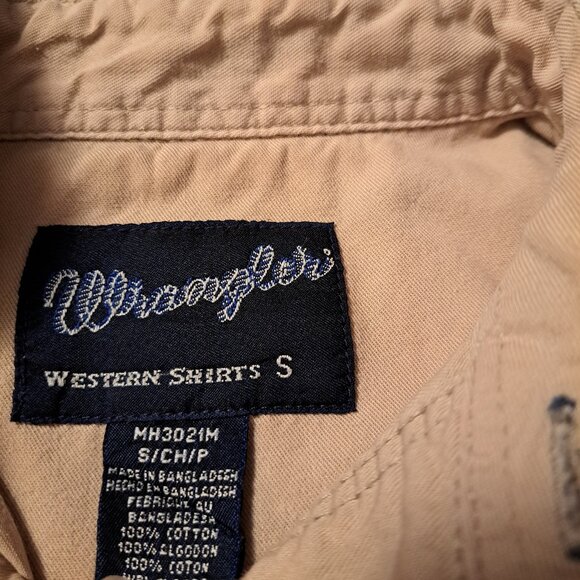 Wrangler
WESTERN SHIRTS S
MH3021M
S/CH/P
MADE IN BANGLADESH
HECHO EN BANGLADESH
FEBRIQUE AU
BANGLADESH
100% COTTON
100% ALGODON
100% COTON